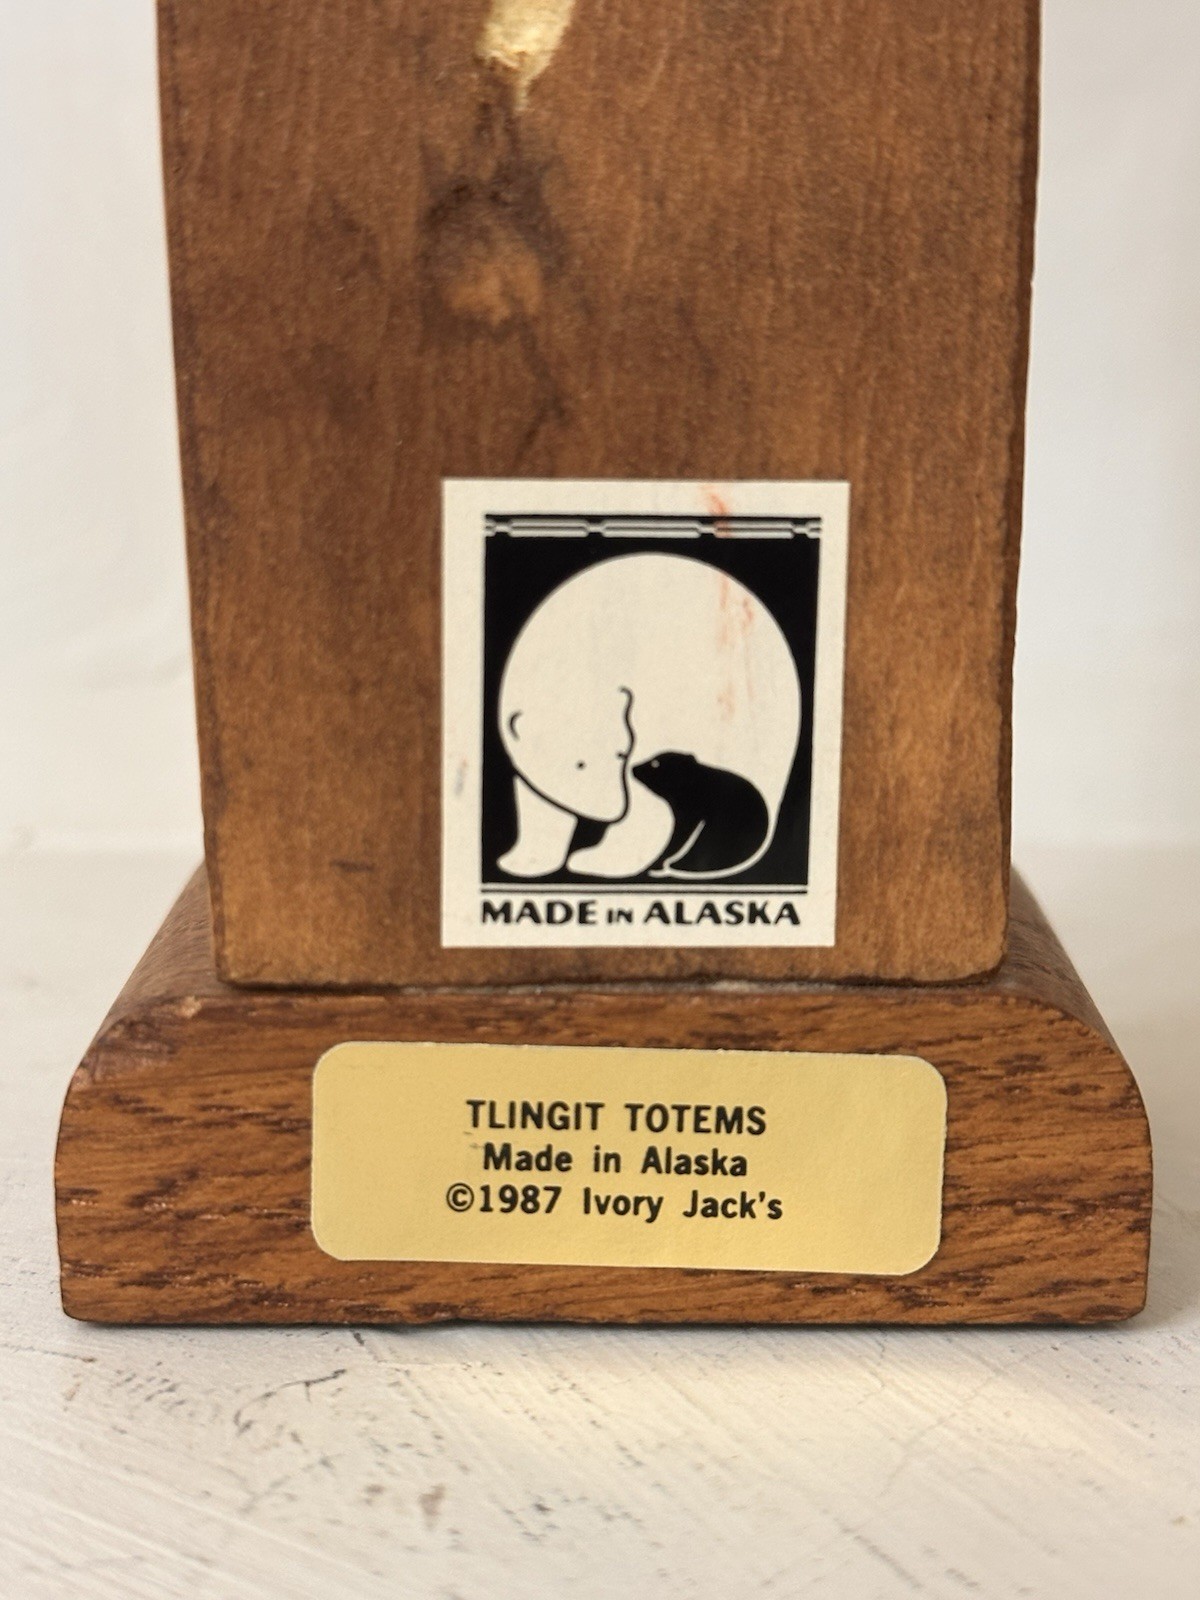 MADE IN ALASKA
TLINGIT TOTEMS
Made in Alaska
©1987 Ivory Jack's